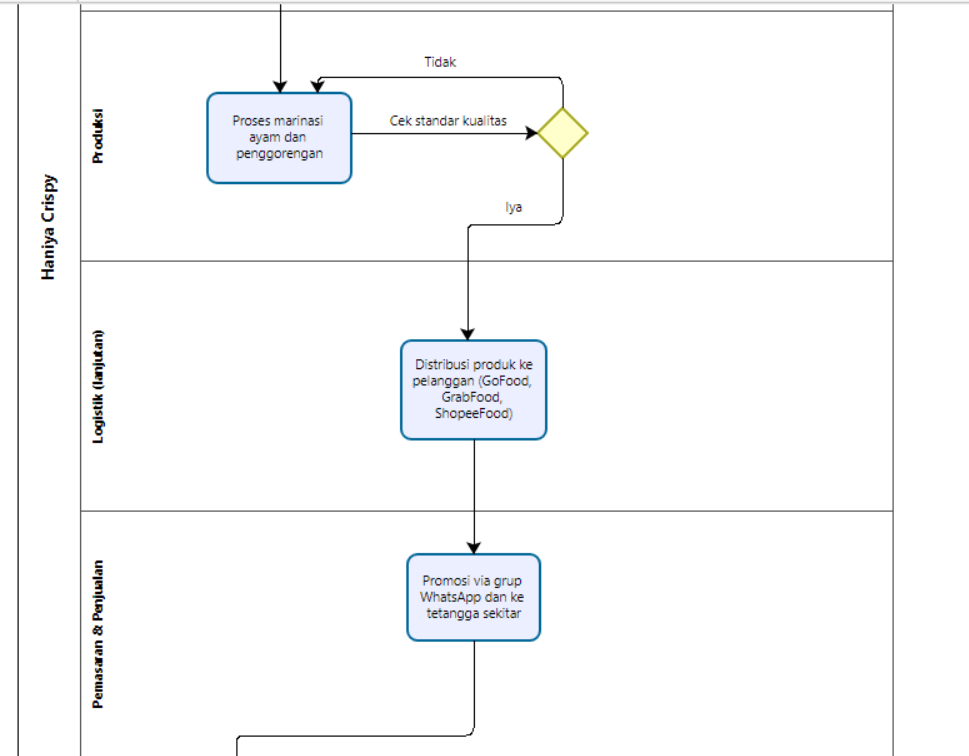 Haniya Crispy
Produksi
Tidak
Proses marinasi
ayam dan
penggorengan
Cek standar kualitas
Iya
Logistik (lanjutan)
Distribusi produk ke
pelanggan (GoFood,
GrabFood,
ShopeeFood)
Pemasaran & Penjualan
Promosi via grup
WhatsApp dan ke
tetangga sekitar